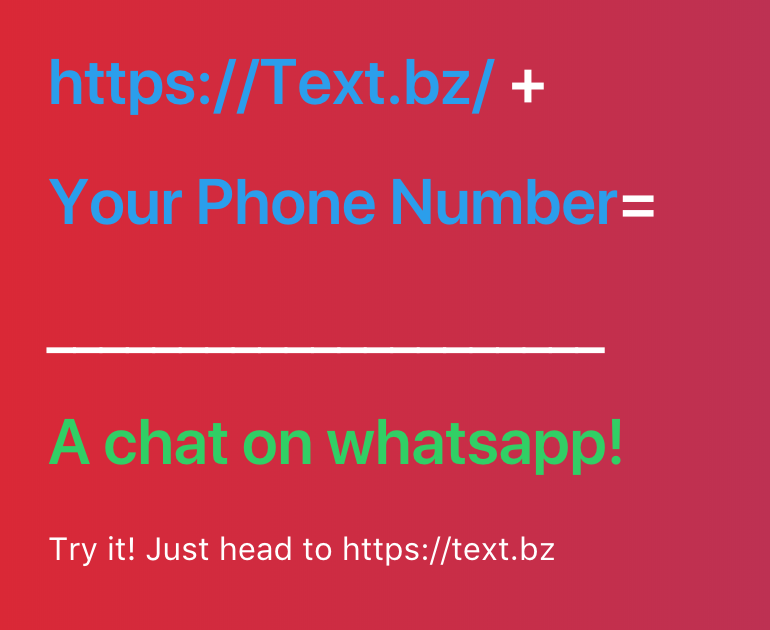 https://Text.bz/ +
Your Phone Number=
A chat on whatsapp!
Try it! Just head to https://text.bz